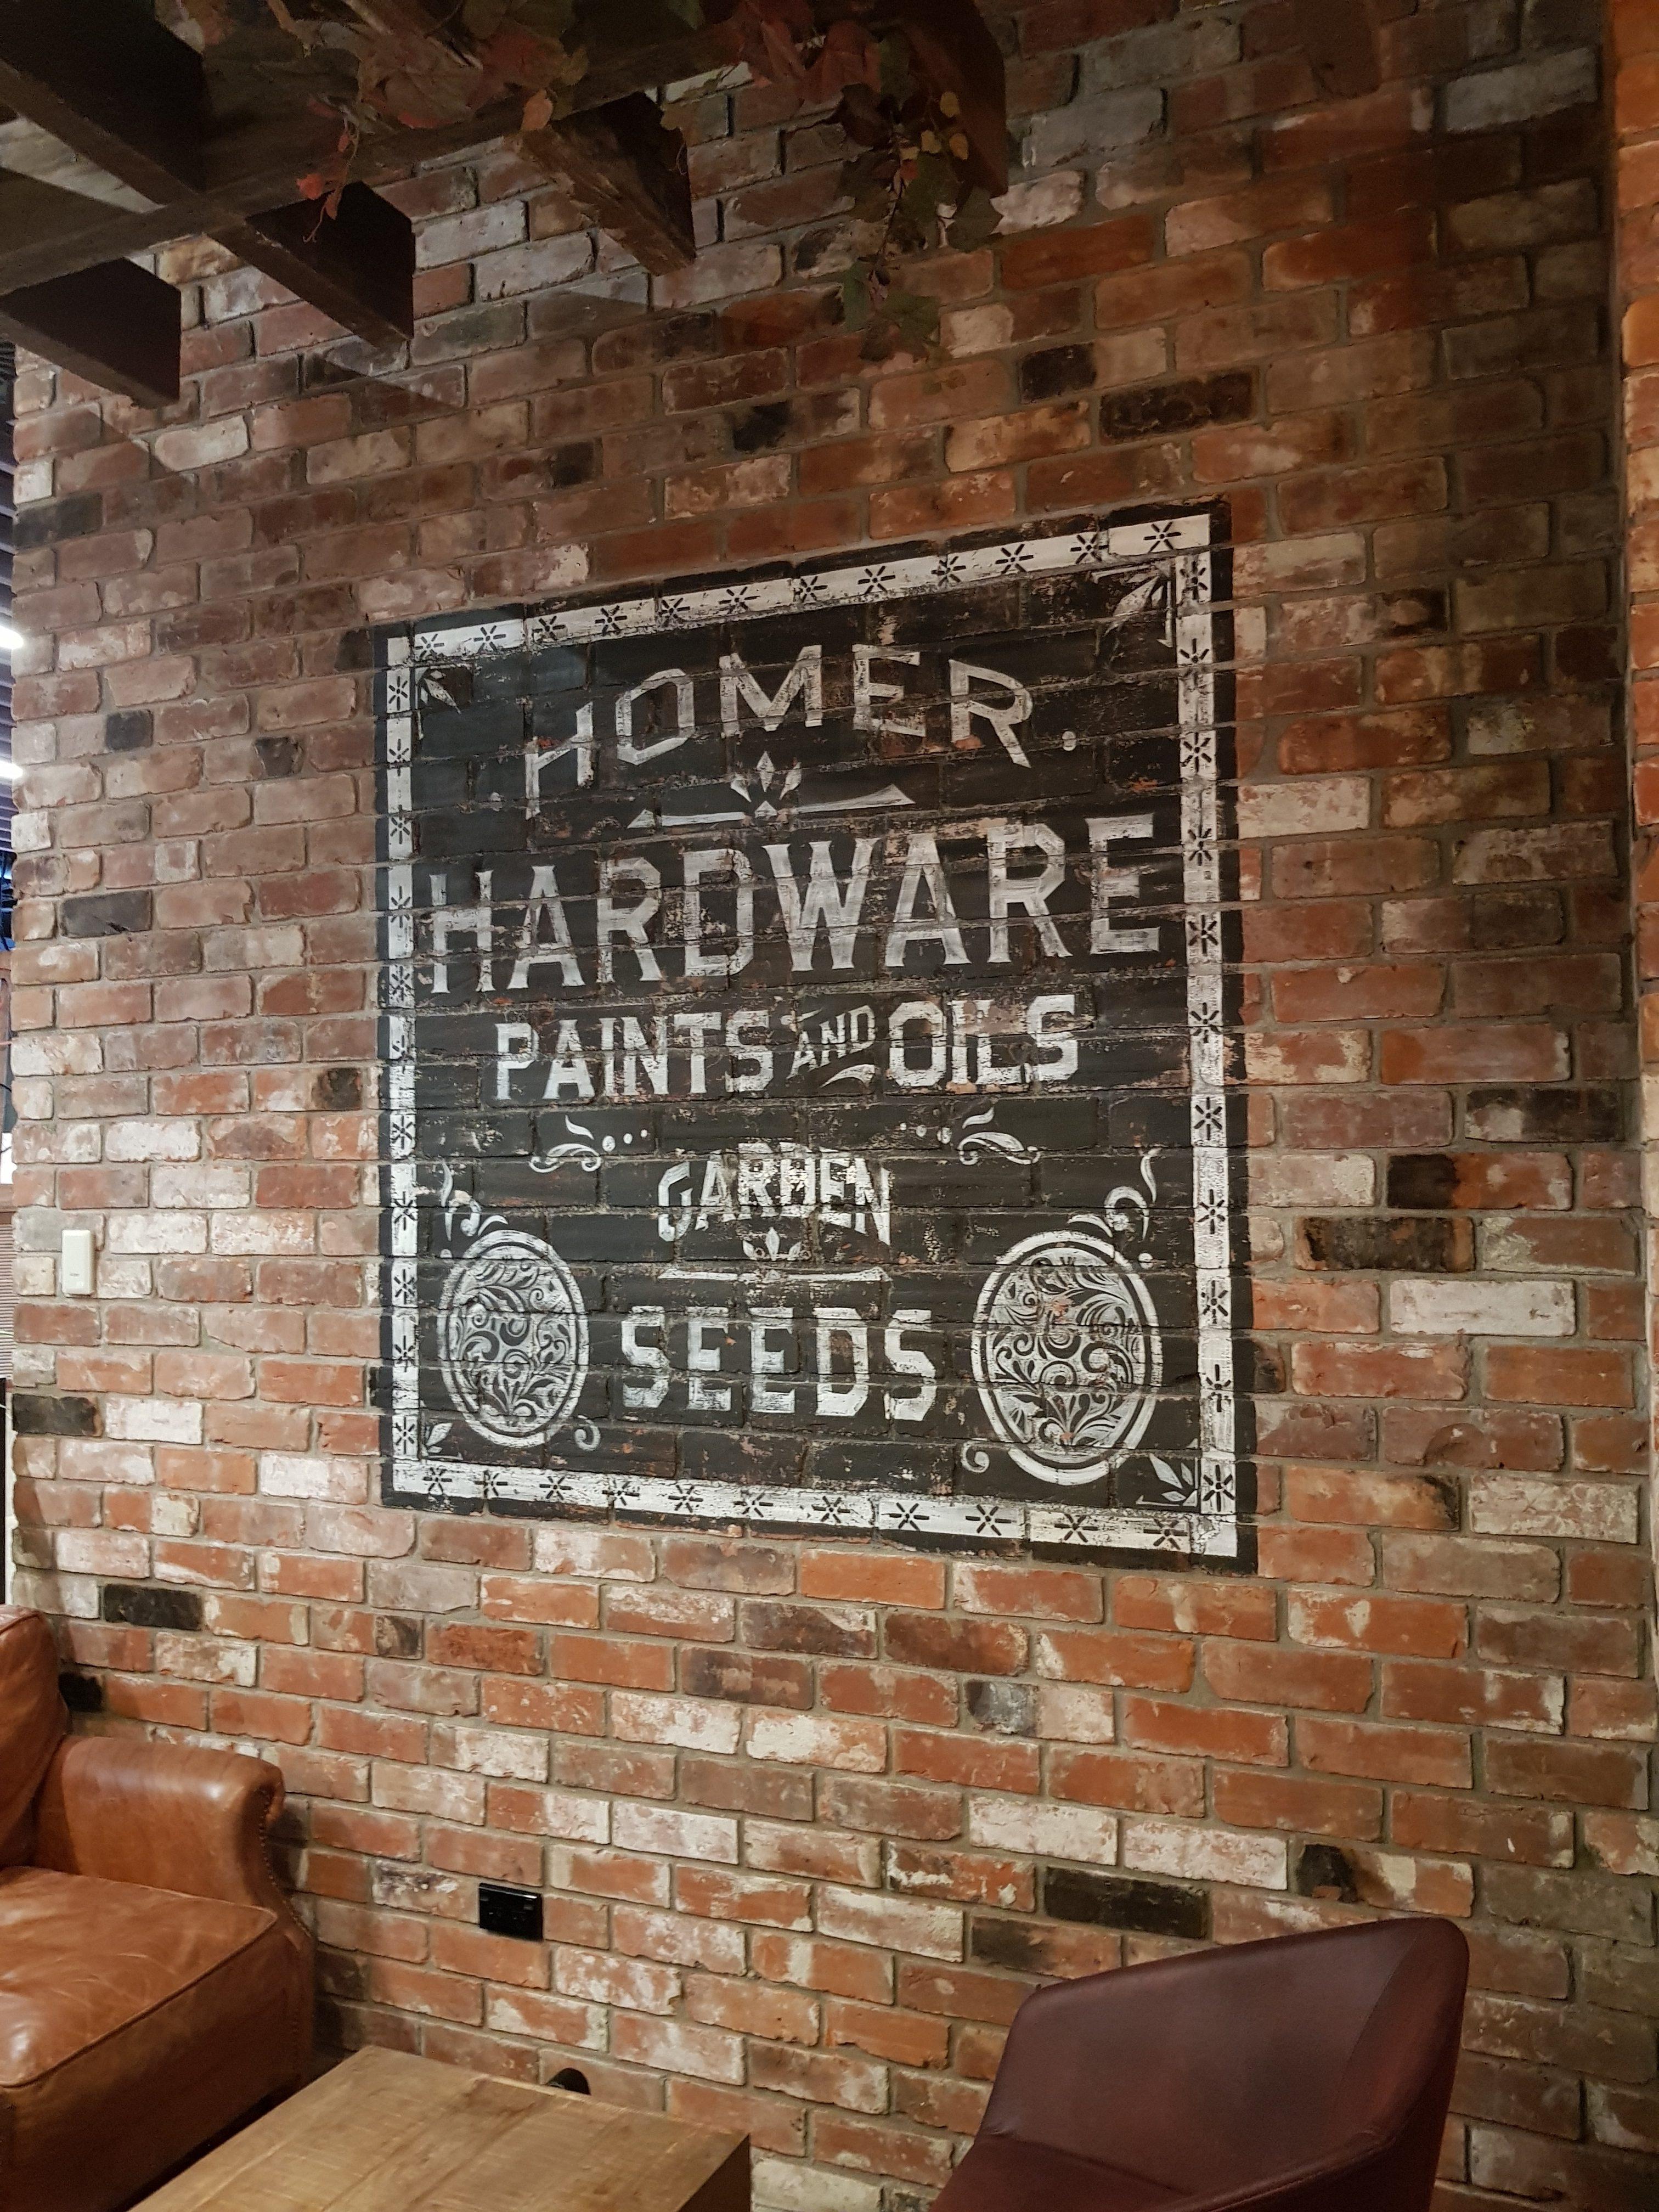 . HOMER .
HARDWARE
PAINTS AND OILS
GARDEN
SEEDS